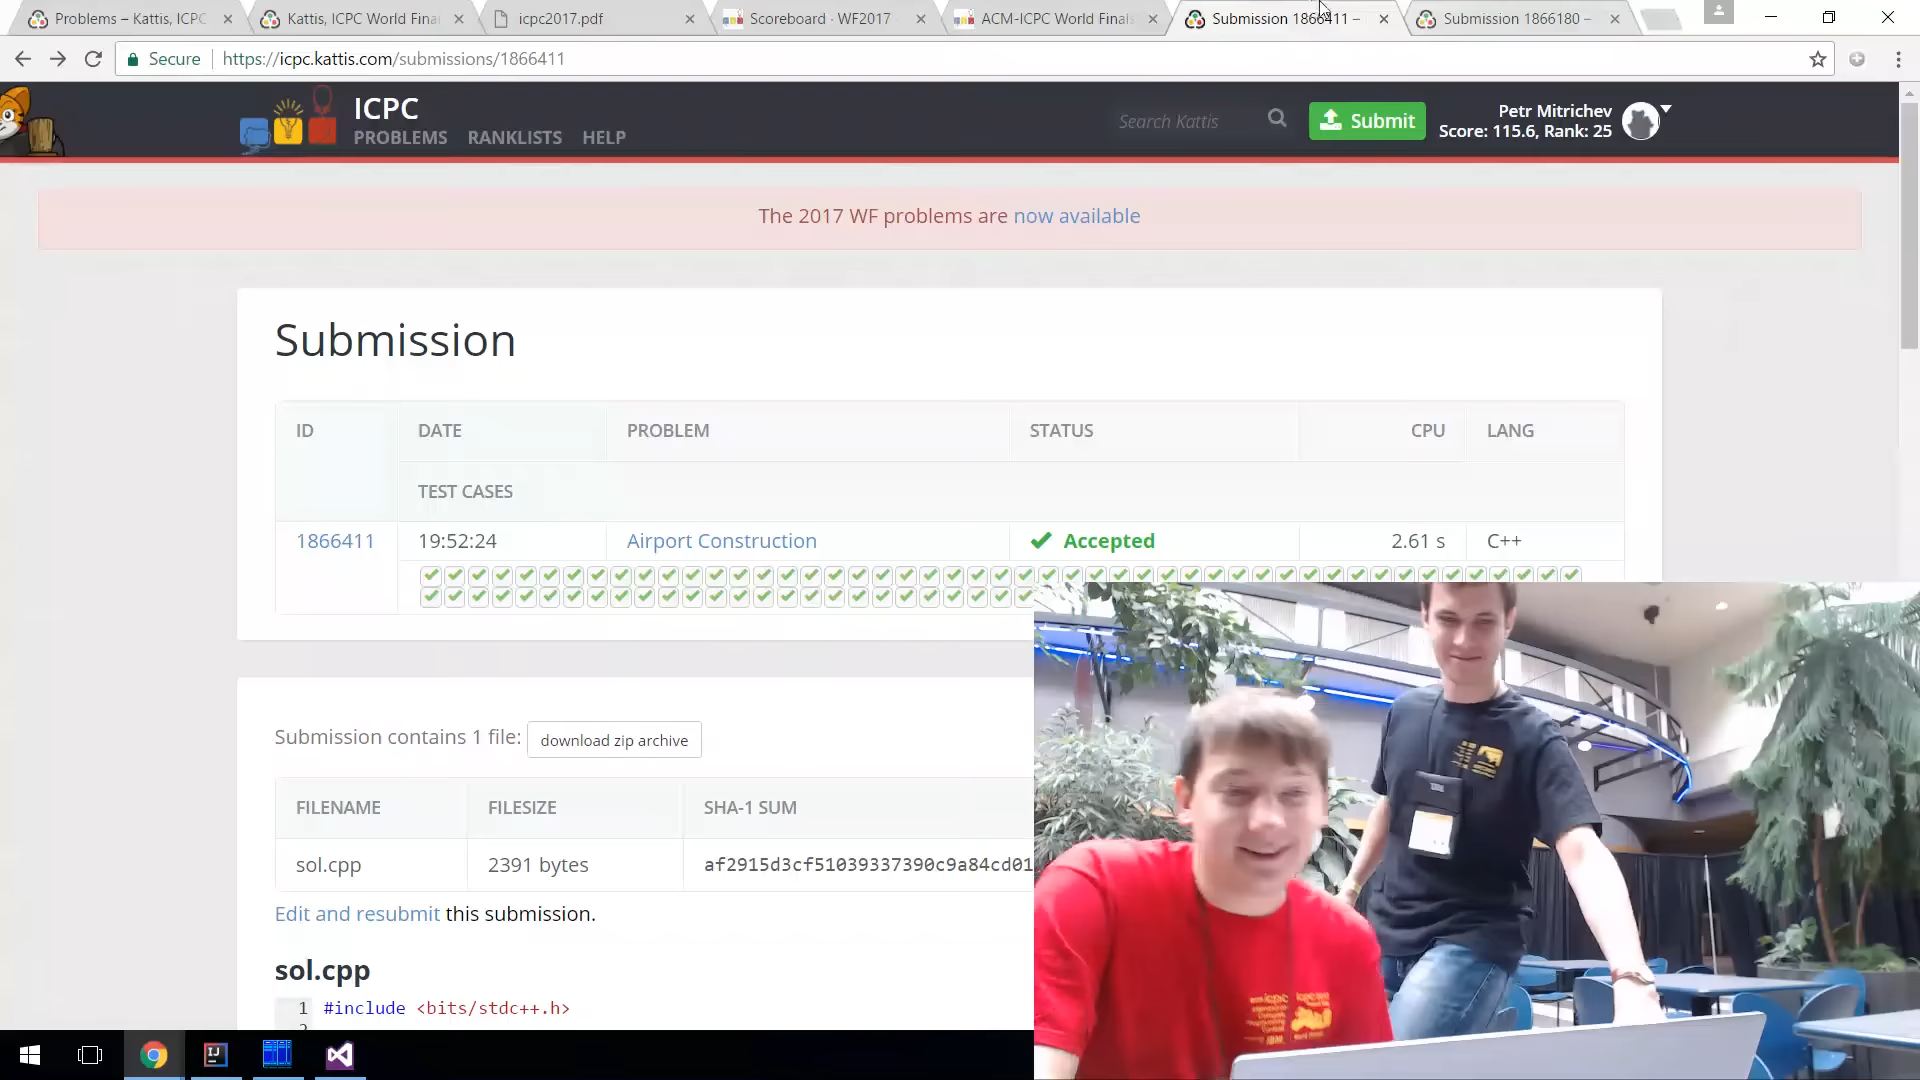 Problems – Kattis, ICPC
Kattis, ICPC World Fina
icpc2017.pdf
Scoreboard · WF2017
ACM-ICPC World Finals
Submission 1866411 –
Submission 1866180 –
Secure
https://icpc.kattis.com/submissions/1866411
ICPC
PROBLEMS RANKLISTS HELP
Search Kattis
Submit
Petr Mitrichev
Score: 115.6, Rank: 25
The 2017 WF problems are now available
Submission
ID DATE PROBLEM STATUS CPU LANG
TEST CASES
1866411 19:52:24 Airport Construction Accepted 2.61 s C++
Submission contains 1 file: download zip archive
FILENAME FILESIZE SHA-1 SUM
sol.cpp 2391 bytes af2915d3cf51039337390c9a84cd01
Edit and resubmit this submission.
sol.cpp
1 #include <bits/stdc++.h>
IJ